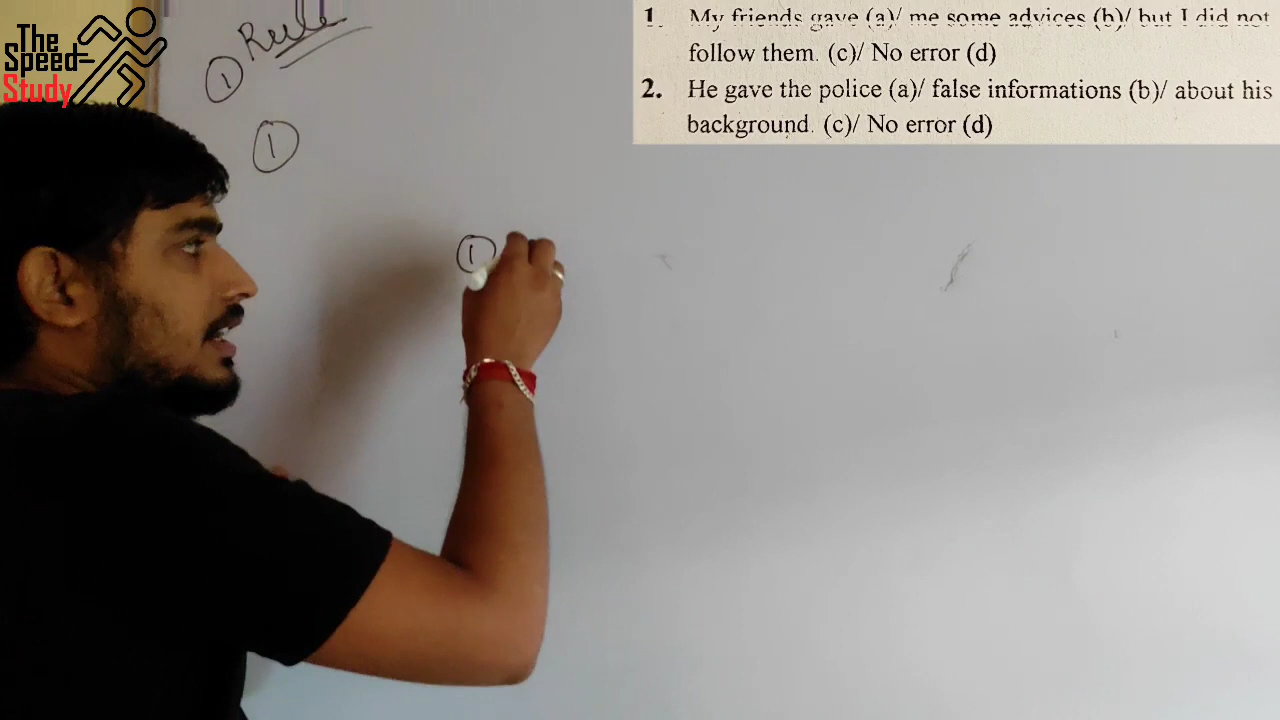 The
Speed-
Study
① Rule
①
①
1. My friends gave (a)/ me some advices (b)/ but I did not
follow them. (c)/ No error (d)
2. He gave the police (a)/ false informations (b)/ about his
background. (c)/ No error (d)